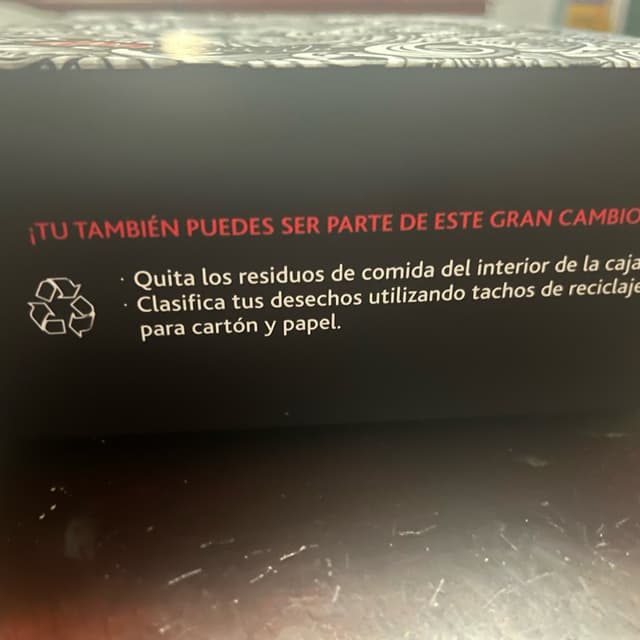 ¡TU TAMBIÉN PUEDES SER PARTE DE ESTE GRAN CAMBIO
· Quita los residuos de comida del interior de la caja
· Clasifica tus desechos utilizando tachos de reciclaje
para cartón y papel.